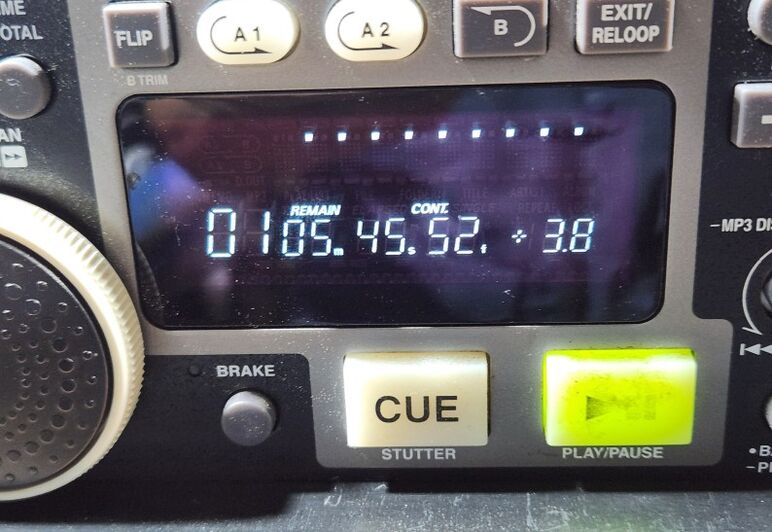 IME
OTAL
FLIP
A 1
A 2
B
EXIT/
RELOOP
B TRIM
AN
REMAIN CONT.
01 05.m 45.s 52.f + 3.8
-MP3 DI
BRAKE
CUE
STUTTER
PLAY/PAUSE